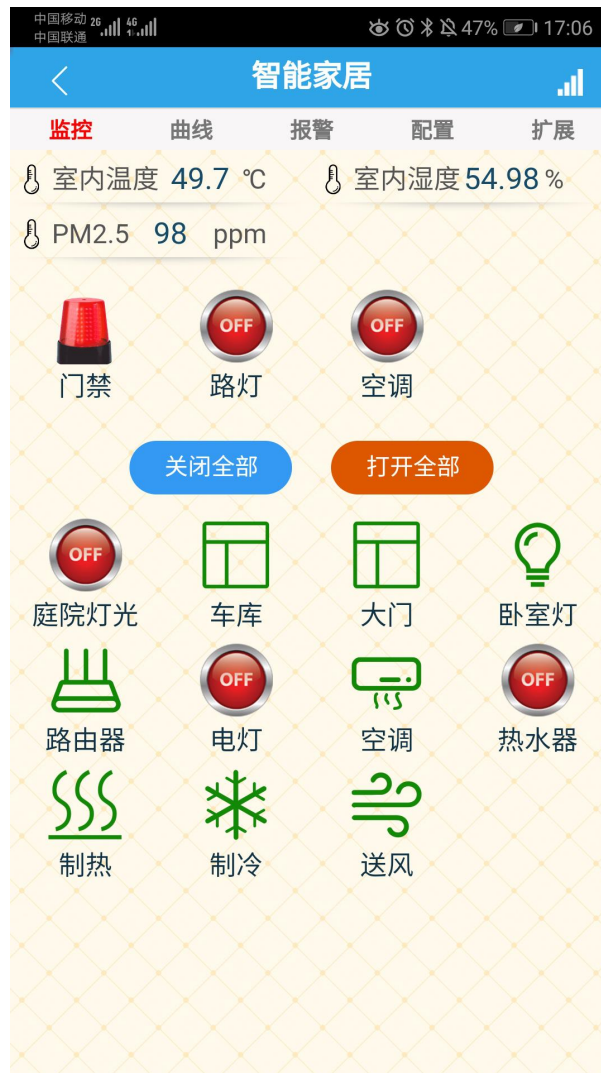 中国移动 2G 4G
中国联通 47% 17:06
智能家居
监控 曲线 报警 配置 扩展
室内温度 49.7 ℃ 室内湿度 54.98 %
PM2.5 98 ppm
OFF OFF
门禁 路灯 空调
关闭全部 打开全部
OFF
庭院灯光 车库 大门 卧室灯
OFF OFF
路由器 电灯 空调 热水器
制热 制冷 送风